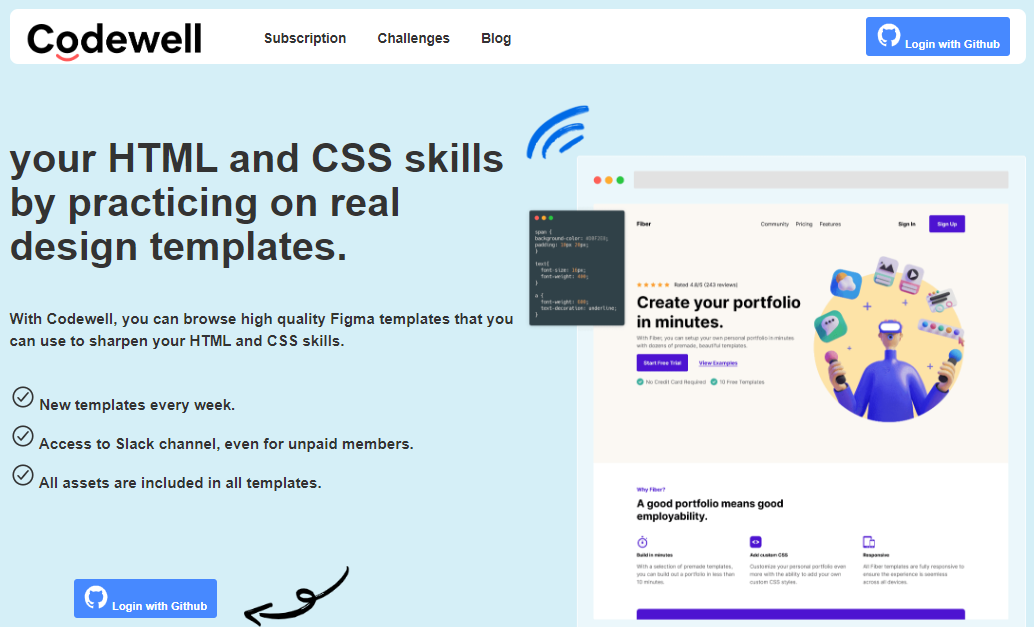 Codewell
Subscription
Challenges
Blog
Login with Github
your HTML and CSS skills
by practicing on real
design templates.
With Codewell, you can browse high quality Figma templates that you
can use to sharpen your HTML and CSS skills.
New templates every week.
Access to Slack channel, even for unpaid members.
All assets are included in all templates.
Login with Github
span {
background-color: #D9F2E6;
padding: 10px 20px;
}
text{
font-size: 16px;
font-weight: 400;
}
a {
font-weight: 600;
text-decoration: underline;
}
Fiber
Community
Pricing
Features
Sign In
Sign Up
Rated 4.8/5 (243 reviews)
Create your portfolio
in minutes.
With Fiber, you can setup your own personal portfolio in minutes
with dozens of premade, beautiful templates.
Start Free Trial
View Examples
No Credit Card Required
10 Free Templates
Why Fiber?
A good portfolio means good
employability.
Build in minutes
With a selection of premade templates,
you can build out a portfolio in less than
10 minutes.
Add custom CSS
Customize your personal portfolio even
more with the ability to add your own
custom CSS styles.
Responsive
All Fiber templates are fully responsive to
ensure the experience is seemless
across all devices.